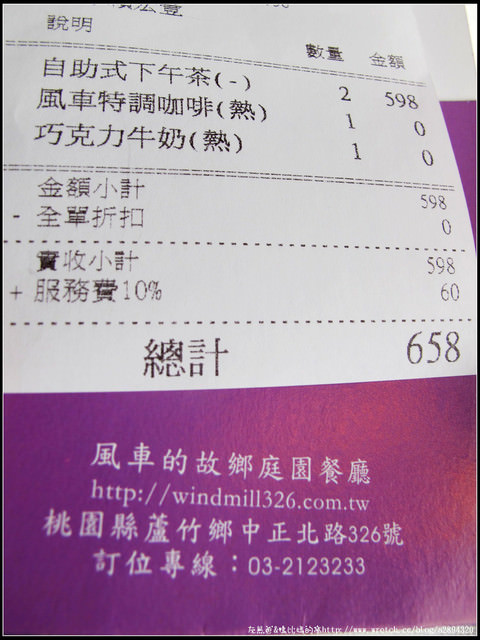 說明 數量 金額
自助式下午茶(-) 2 598
風車特調咖啡(熱) 1 0
巧克力牛奶(熱) 1 0
金額小計 598
- 全單折扣 0
實收小計 598
+ 服務費10% 60
總計 658
風車的故鄉庭園餐廳
http://windmill326.com.tw
桃園縣蘆竹鄉中正北路326號
訂位專線：03-2123233